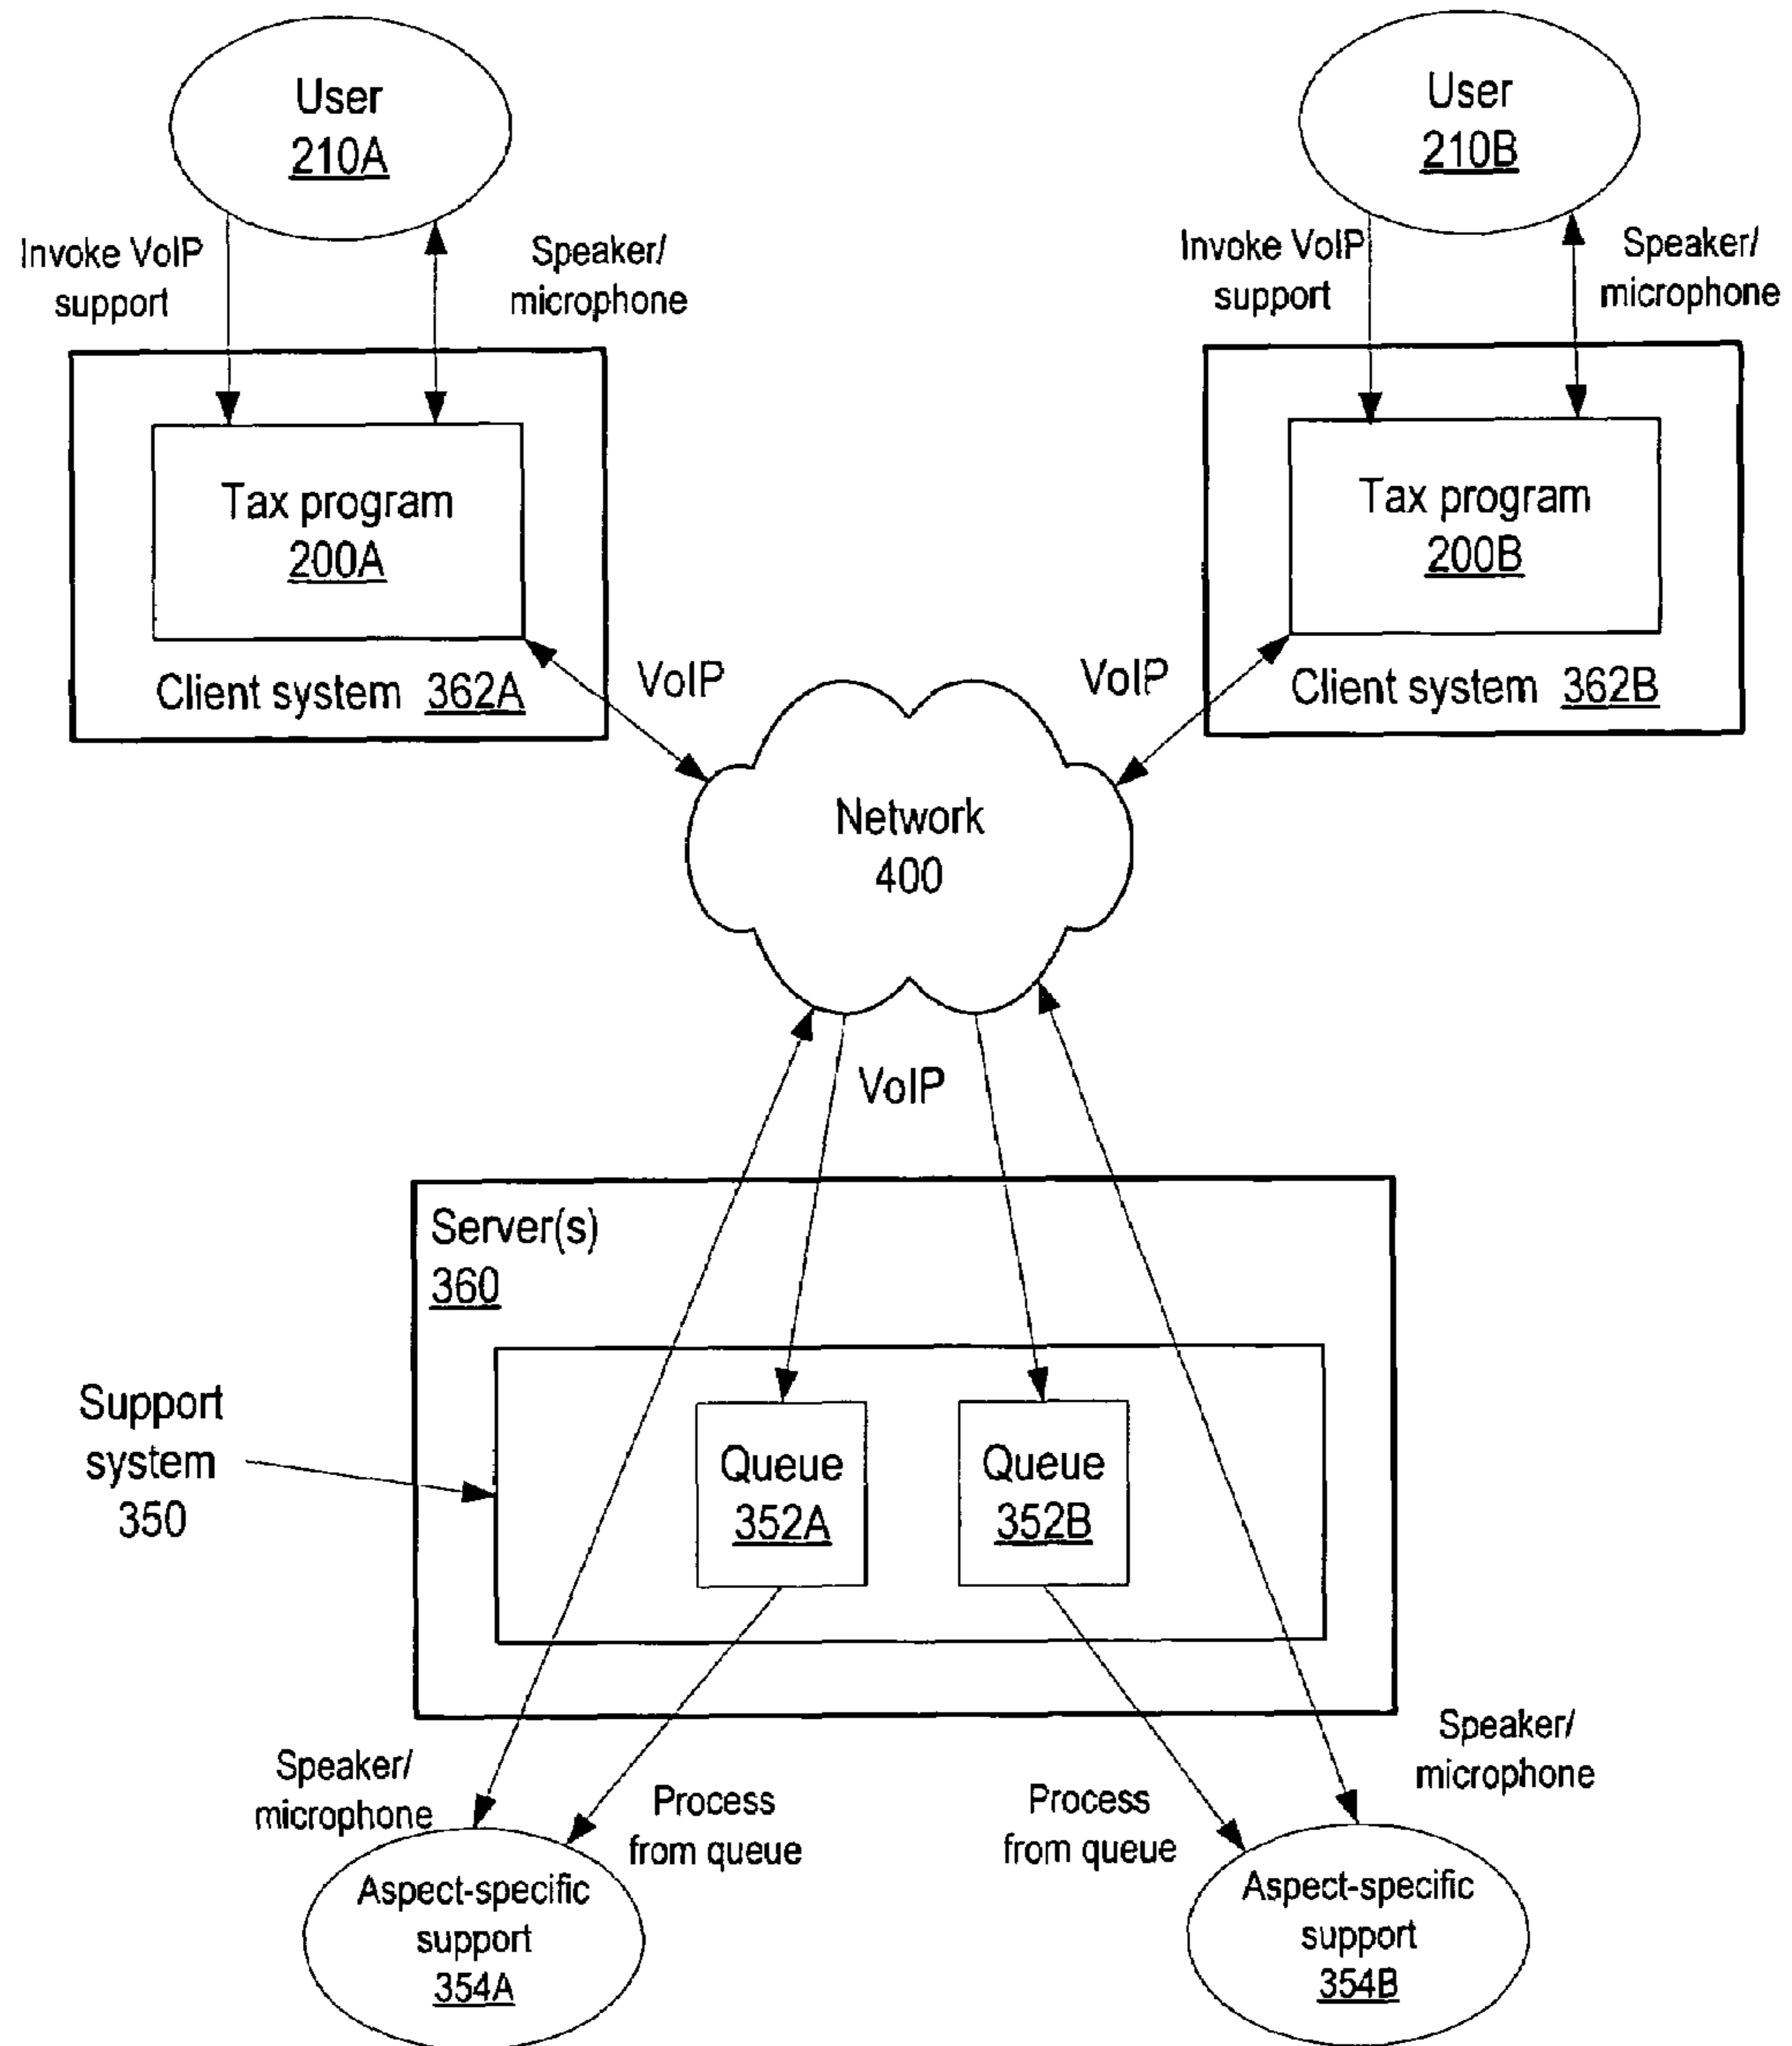 User
210A
User
210B
Invoke VoIP
support
Speaker/
microphone
Invoke VoIP
support
Speaker/
microphone
Tax program
200A
Client system 362A
Tax program
200B
Client system 362B
VoIP
VoIP
Network
400
VoIP
Server(s)
360
Support
system
350
Queue
352A
Queue
352B
Speaker/
microphone
Process
from queue
Process
from queue
Speaker/
microphone
Aspect-specific
support
354A
Aspect-specific
support
354B